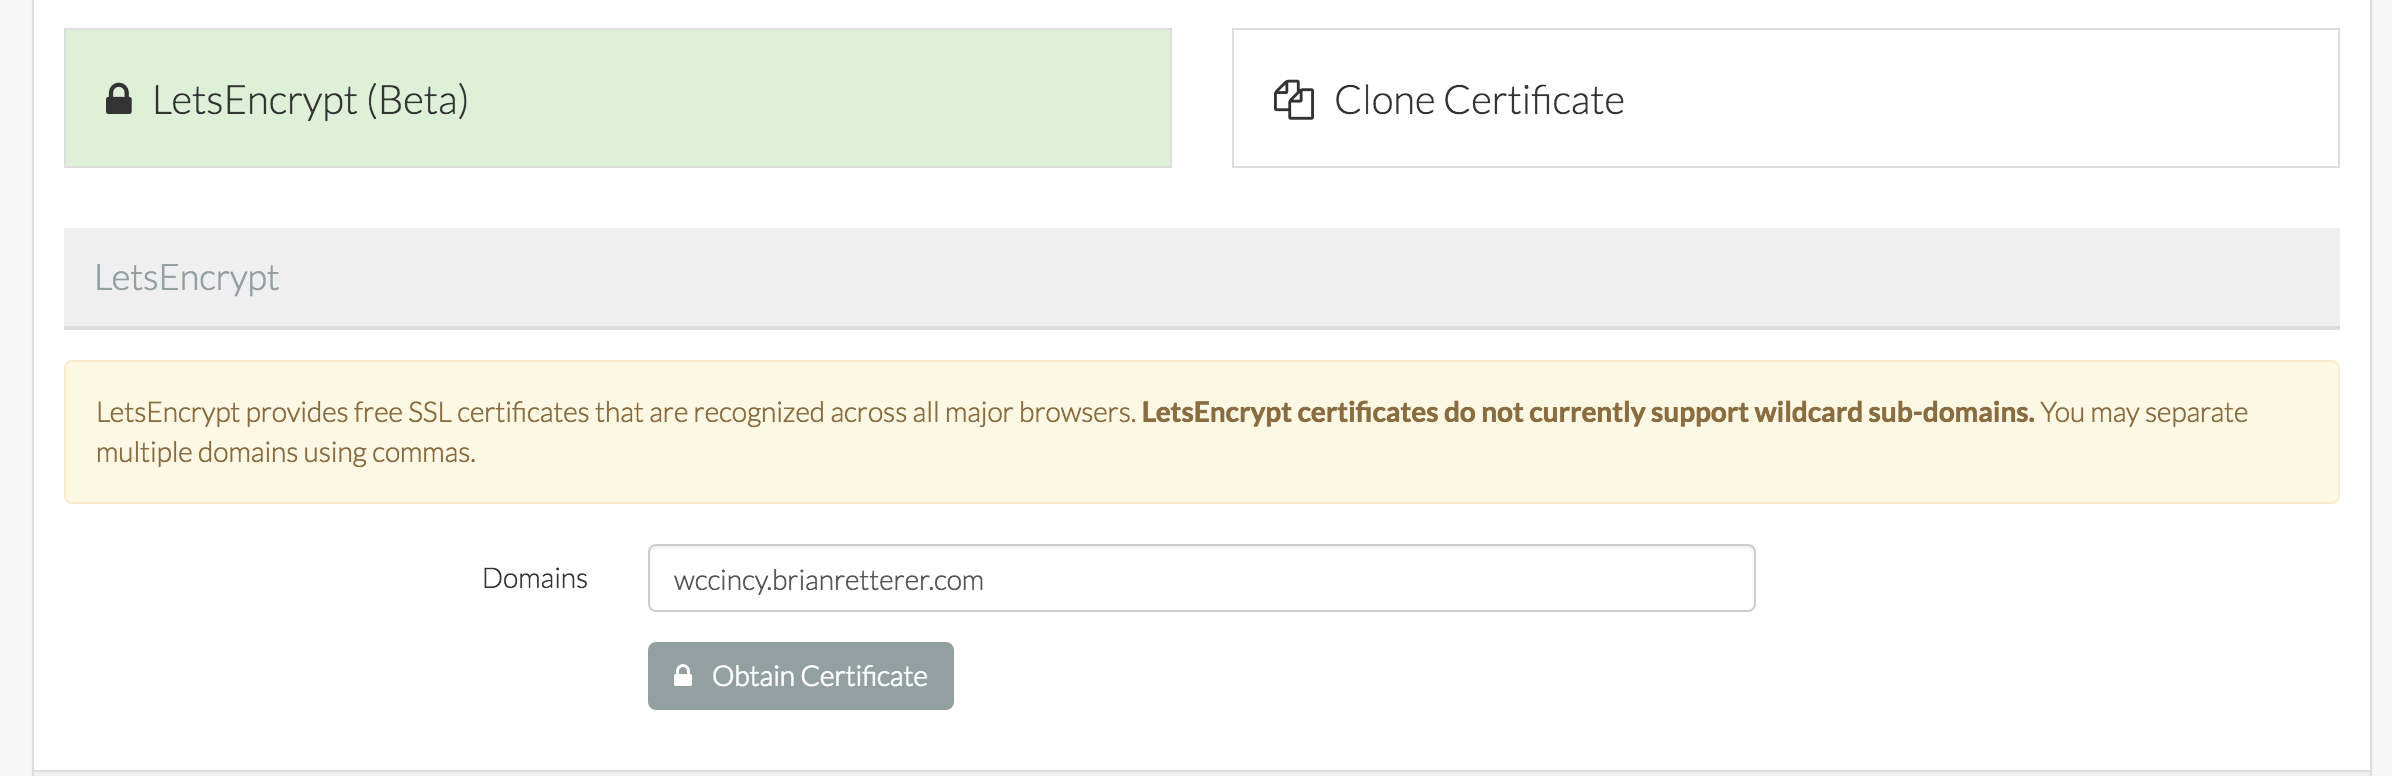 LetsEncrypt (Beta)
Clone Certificate
LetsEncrypt
LetsEncrypt provides free SSL certificates that are recognized across all major browsers. LetsEncrypt certificates do not currently support wildcard sub-domains. You may separate
multiple domains using commas.
Domains
wccincy.brianretterer.com
Obtain Certificate